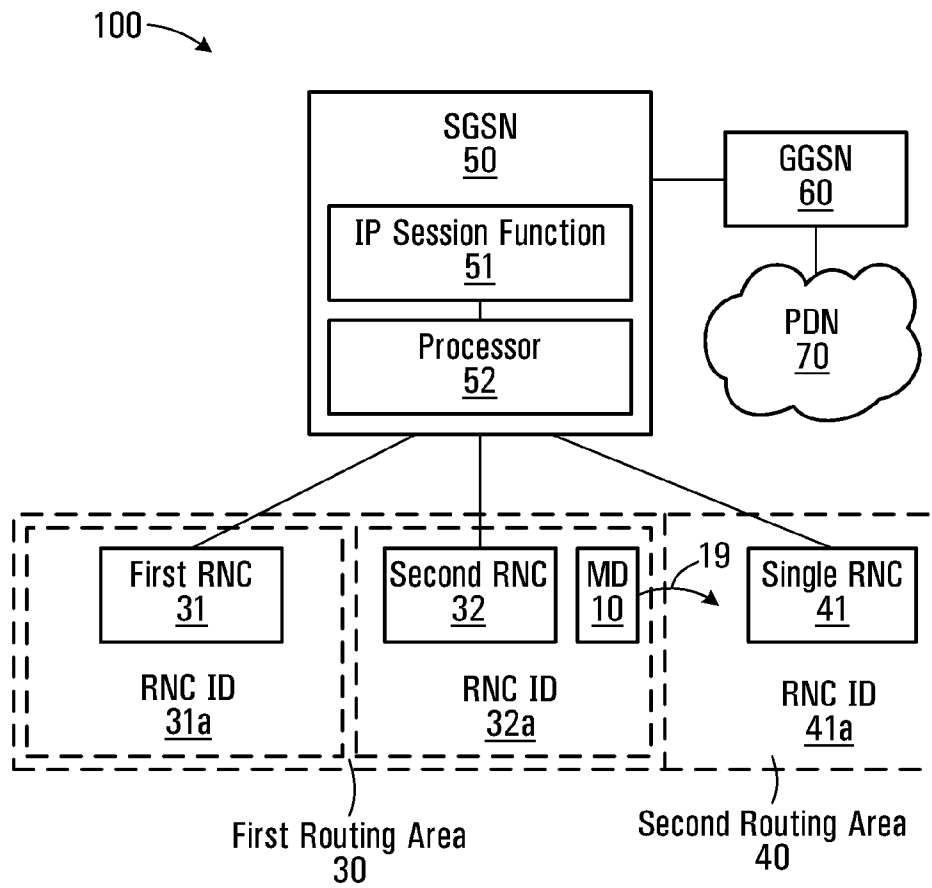 100
SGSN
50
IP Session Function
51
Processor
52
GGSN
60
PDN
70
First RNC
31
RNC ID
31a
Second RNC
32
RNC ID
32a
MD
10
19
Single RNC
41
RNC ID
41a
First Routing Area
30
Second Routing Area
40